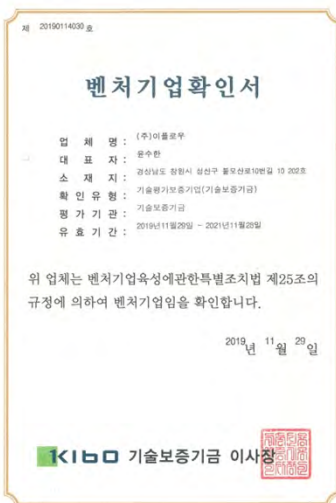 제 20190114030 호
벤처기업확인서
업 체 명 : (주)이플로우
대 표 자 : 윤수한
소 재 지 : 경상남도 창원시 성산구 불모산로10번길 10 202호
확 인 유 형 : 기술평가보증기업(기술보증기금)
평 가 기 관 : 기술보증기금
유 효 기 간 : 2019년11월29일 ~ 2021년11월28일
위 업체는 벤처기업육성에관한특별조치법 제25조의
규정에 의하여 벤처기업임을 확인합니다.
2019년 11월 29일
KIBO 기술보증기금 이사장